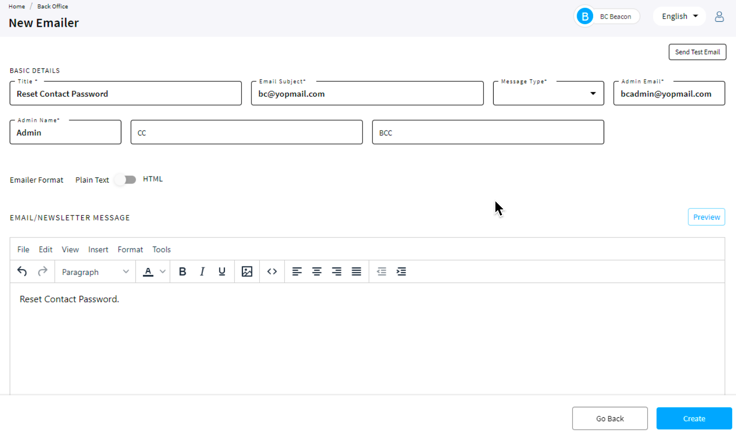 Home / Back Office
New Emailer
B BC Beacon English
Send Test Email
BASIC DETAILS
Title * Email Subject* Message Type* Admin Email*
Reset Contact Password bc@yopmail.com bcadmin@yopmail.com
Admin Name*
Admin CC BCC
Emailer Format Plain Text HTML
EMAIL/NEWSLETTER MESSAGE Preview
File Edit View Insert Format Tools
Paragraph A B I U
Reset Contact Password.
Go Back Create